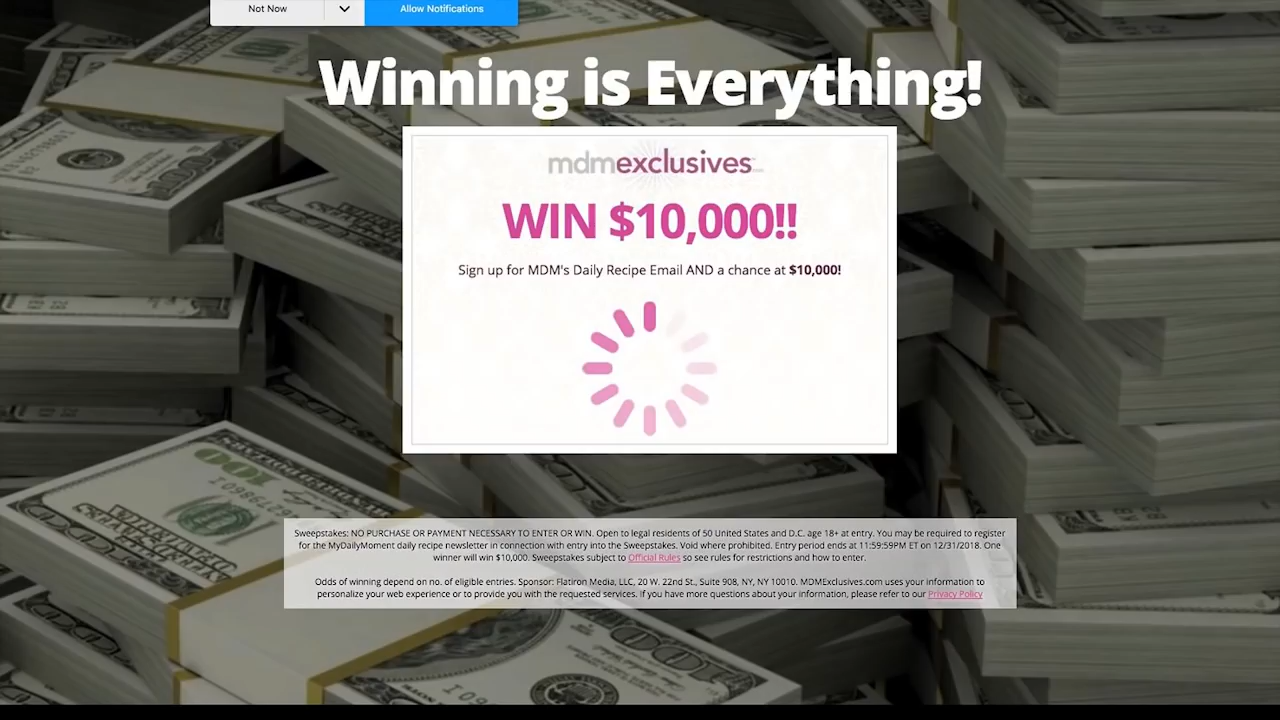 Not Now
Allow Notifications
Winning is Everything!
mdmexclusives
WIN $10,000!!
Sign up for MDM's Daily Recipe Email AND a chance at $10,000!
Sweepstakes: NO PURCHASE OR PAYMENT NECESSARY TO ENTER OR WIN. Open to legal residents of 50 United States and D.C. age 18+ at entry. You may be required to register
for the MyDailyMoment daily recipe newsletter in connection with entry into the Sweepstakes. Void where prohibited. Entry period ends at 11:59:59PM ET on 12/31/2018. One
winner will win $10,000. Sweepstakes subject to Official Rules so see rules for restrictions and how to enter.
Odds of winning depend on no. of eligible entries. Sponsor: Flatiron Media, LLC, 20 W. 22nd St., Suite 908, NY, NY 10010. MDMExclusives.com uses your information to
personalize your web experience or to provide you with the requested services. If you have more questions about your information, please refer to our Privacy Policy